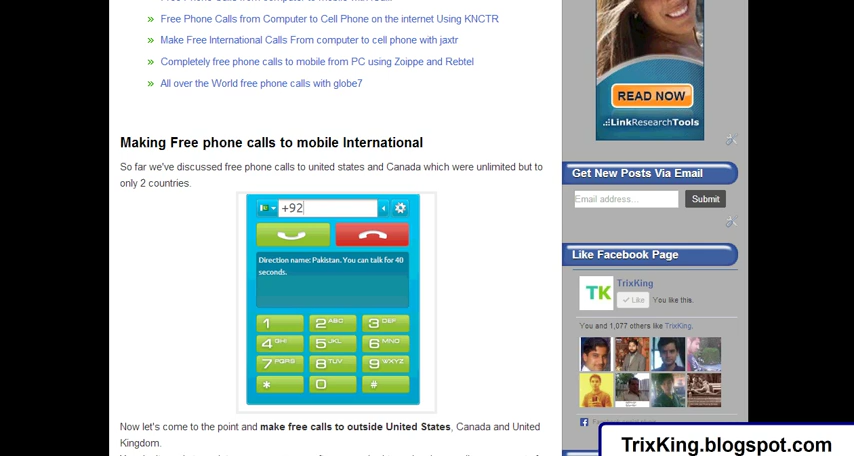 Free Phone Calls from Computer to Cell Phone on the internet Using KNCTR
Make Free International Calls From computer to cell phone with jaxtr
Completely free phone calls to mobile from PC using Zoippe and Rebtel
All over the World free phone calls with globe7
Making Free phone calls to mobile International
So far we've discussed free phone calls to united states and Canada which were unlimited but to
only 2 countries.
+92
Direction name: Pakistan. You can talk for 40
seconds.
1 2 ABC 3 DEF
4 GHI 5 JKL 6 MNO
7 PQRS 8 TUV 9 WXYZ
* 0 #
Now let's come to the point and make free calls to outside United States, Canada and United
Kingdom.
READ NOW
LinkResearchTools
Get New Posts Via Email
Email address...
Submit
Like Facebook Page
TK
TrixKing
Like
You like this.
You and 1,077 others like TrixKing.
TrixKing.blogspot.com